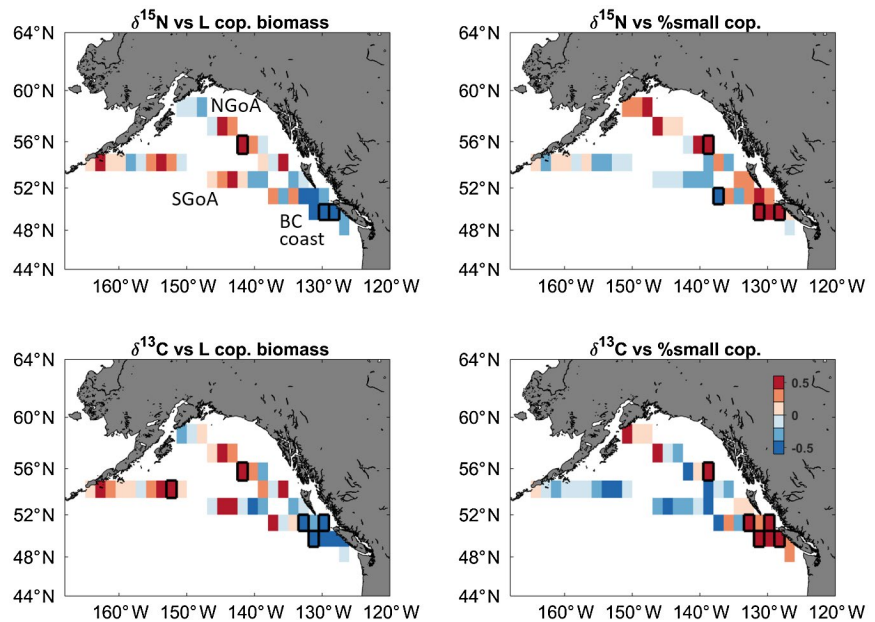 δ15N vs L cop. biomass
δ15N vs %small cop.
64°N
60°N
56°N
52°N
48°N
44°N
NGoA
SGoA
BC
coast
160°W 150°W 140°W 130°W 120°W
64°N
60°N
56°N
52°N
48°N
44°N
160°W 150°W 140°W 130°W 120°W
δ13C vs L cop. biomass
δ13C vs %small cop.
64°N
60°N
56°N
52°N
48°N
44°N
160°W 150°W 140°W 130°W 120°W
64°N
60°N
56°N
52°N
48°N
44°N
0.5
0
-0.5
160°W 150°W 140°W 130°W 120°W